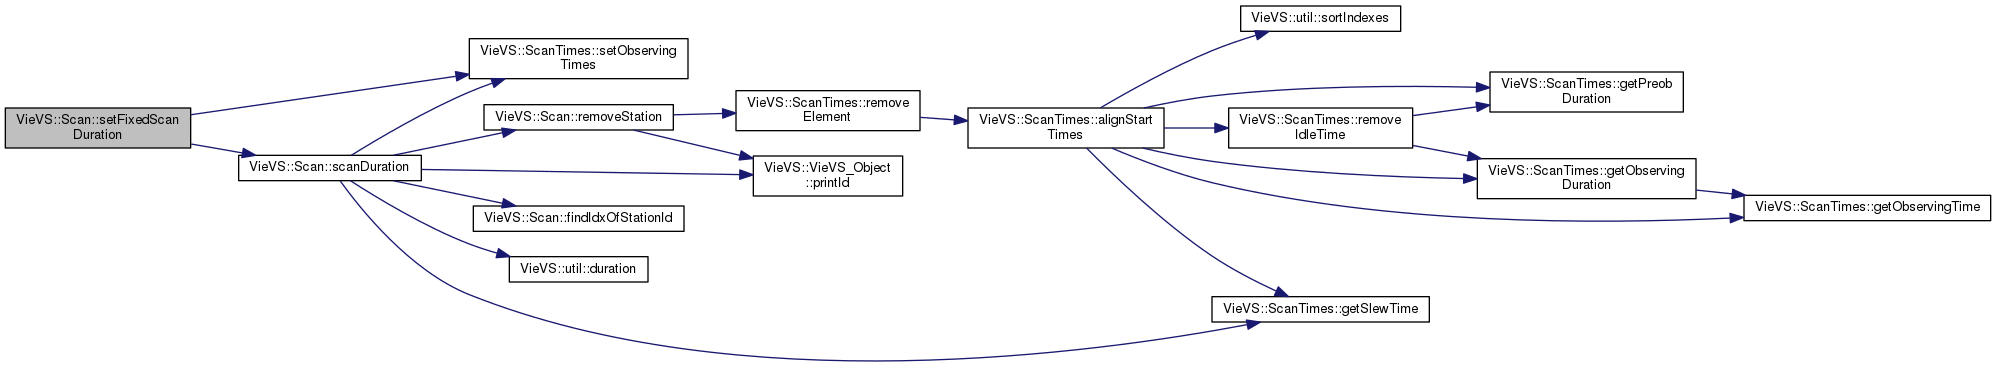 VieVS::Scan::setFixedScan
Duration
VieVS::ScanTimes::setObserving
Times
VieVS::Scan::scanDuration
VieVS::Scan::removeStation
VieVS::ScanTimes::remove
Element
VieVS::VieVS_Object
::printId
VieVS::Scan::findIdxOfStationId
VieVS::util::duration
VieVS::ScanTimes::alignStart
Times
VieVS::util::sortIndexes
VieVS::ScanTimes::getPreob
Duration
VieVS::ScanTimes::remove
IdleTime
VieVS::ScanTimes::getObserving
Duration
VieVS::ScanTimes::getObservingTime
VieVS::ScanTimes::getSlewTime